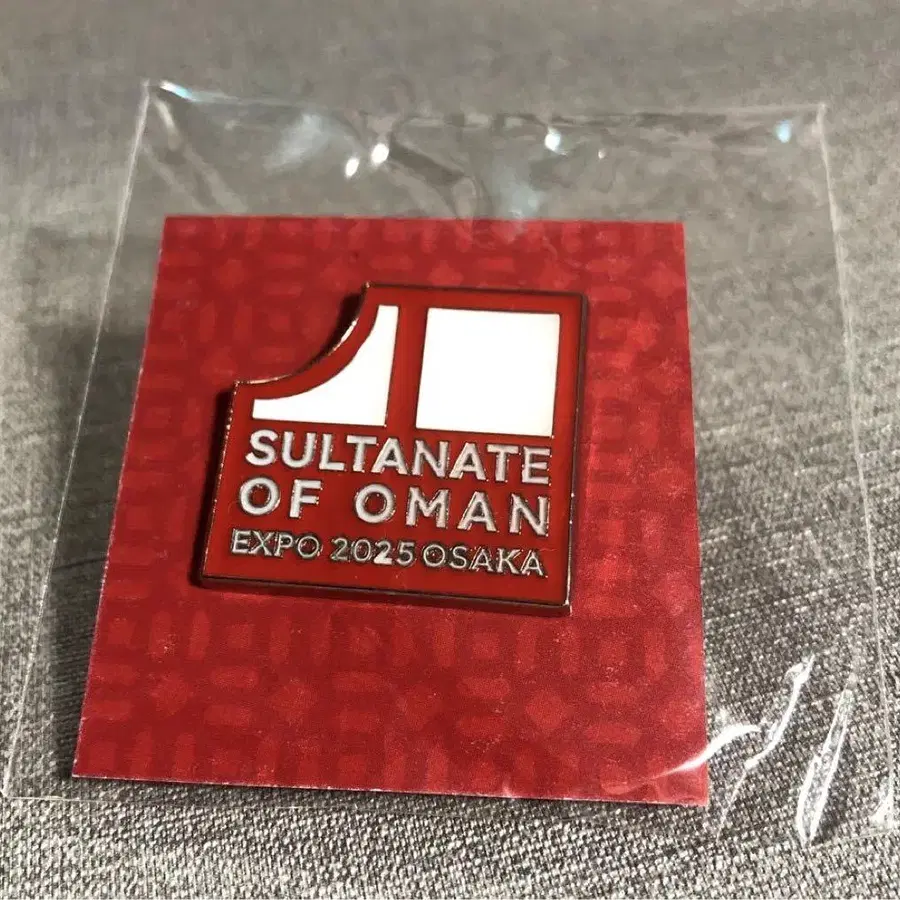 SULTANATE
OF OMAN
EXPO 2025 OSAKA